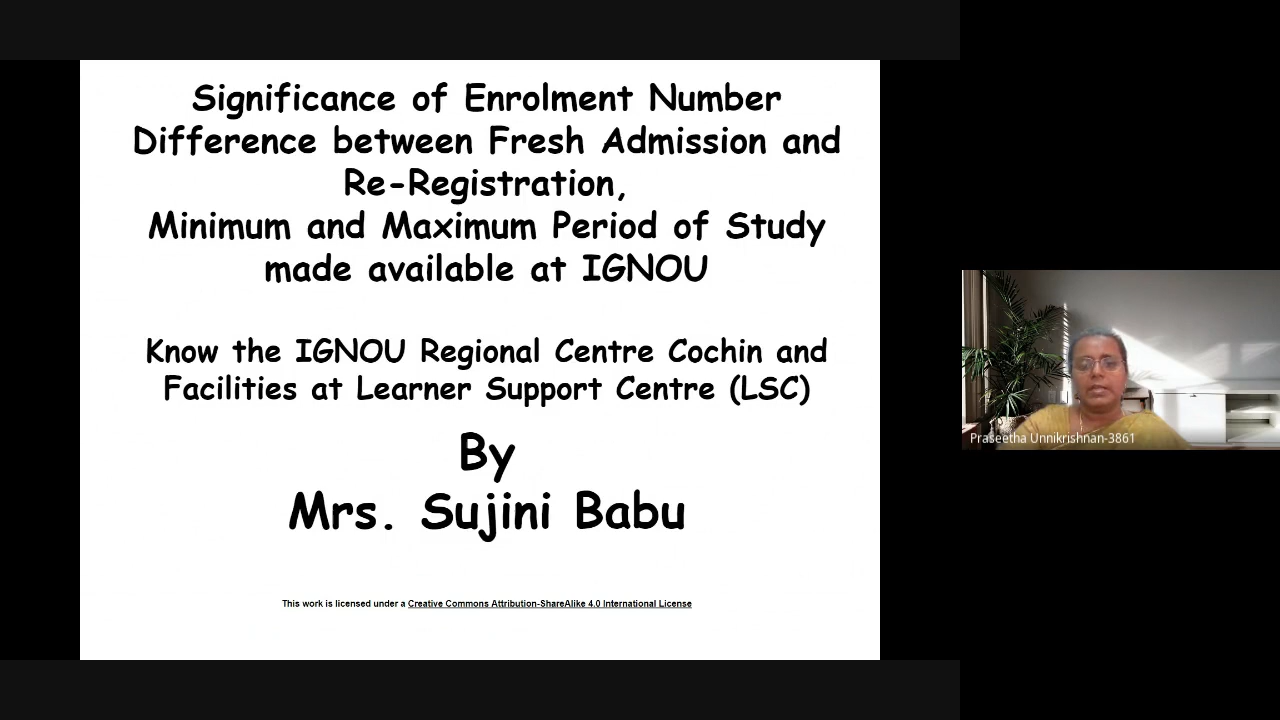 Significance of Enrolment Number
Difference between Fresh Admission and
Re-Registration,
Minimum and Maximum Period of Study
made available at IGNOU
Know the IGNOU Regional Centre Cochin and
Facilities at Learner Support Centre (LSC)
By
Mrs. Sujini Babu
This work is licensed under a Creative Commons Attribution-ShareAlike 4.0 International License
Praseetha Unnikrishnan-3861